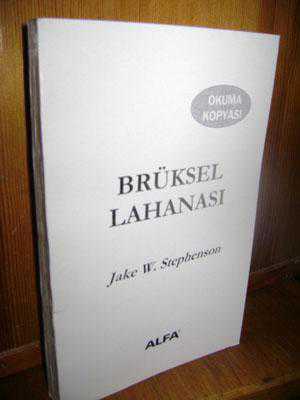 OKUMA
KOPYASI
BRÜKSEL
LAHANASI
Jake W. Stephenson
ALFA